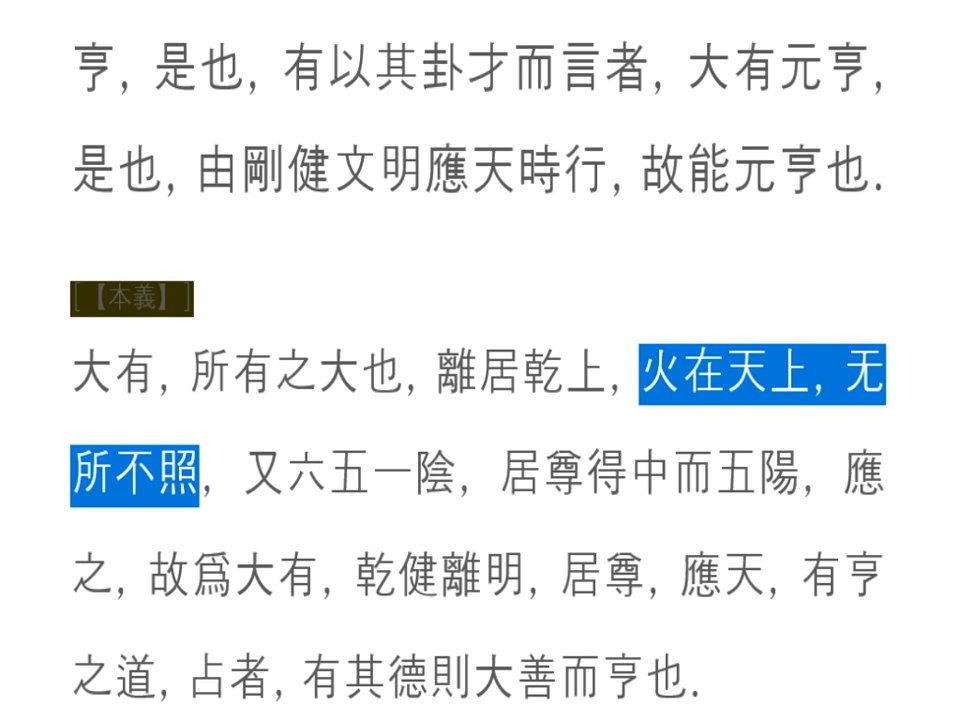 亨, 是也, 有以其卦才而言者, 大有元亨,
是也, 由剛健文明應天時行, 故能元亨也.
[【本義】]
大有, 所有之大也, 離居乾上, 火在天上, 无
所不照, 又六五一陰, 居尊得中而五陽, 應
之, 故爲大有, 乾健離明, 居尊, 應天, 有亨
之道, 占者, 有其德則大善而亨也.